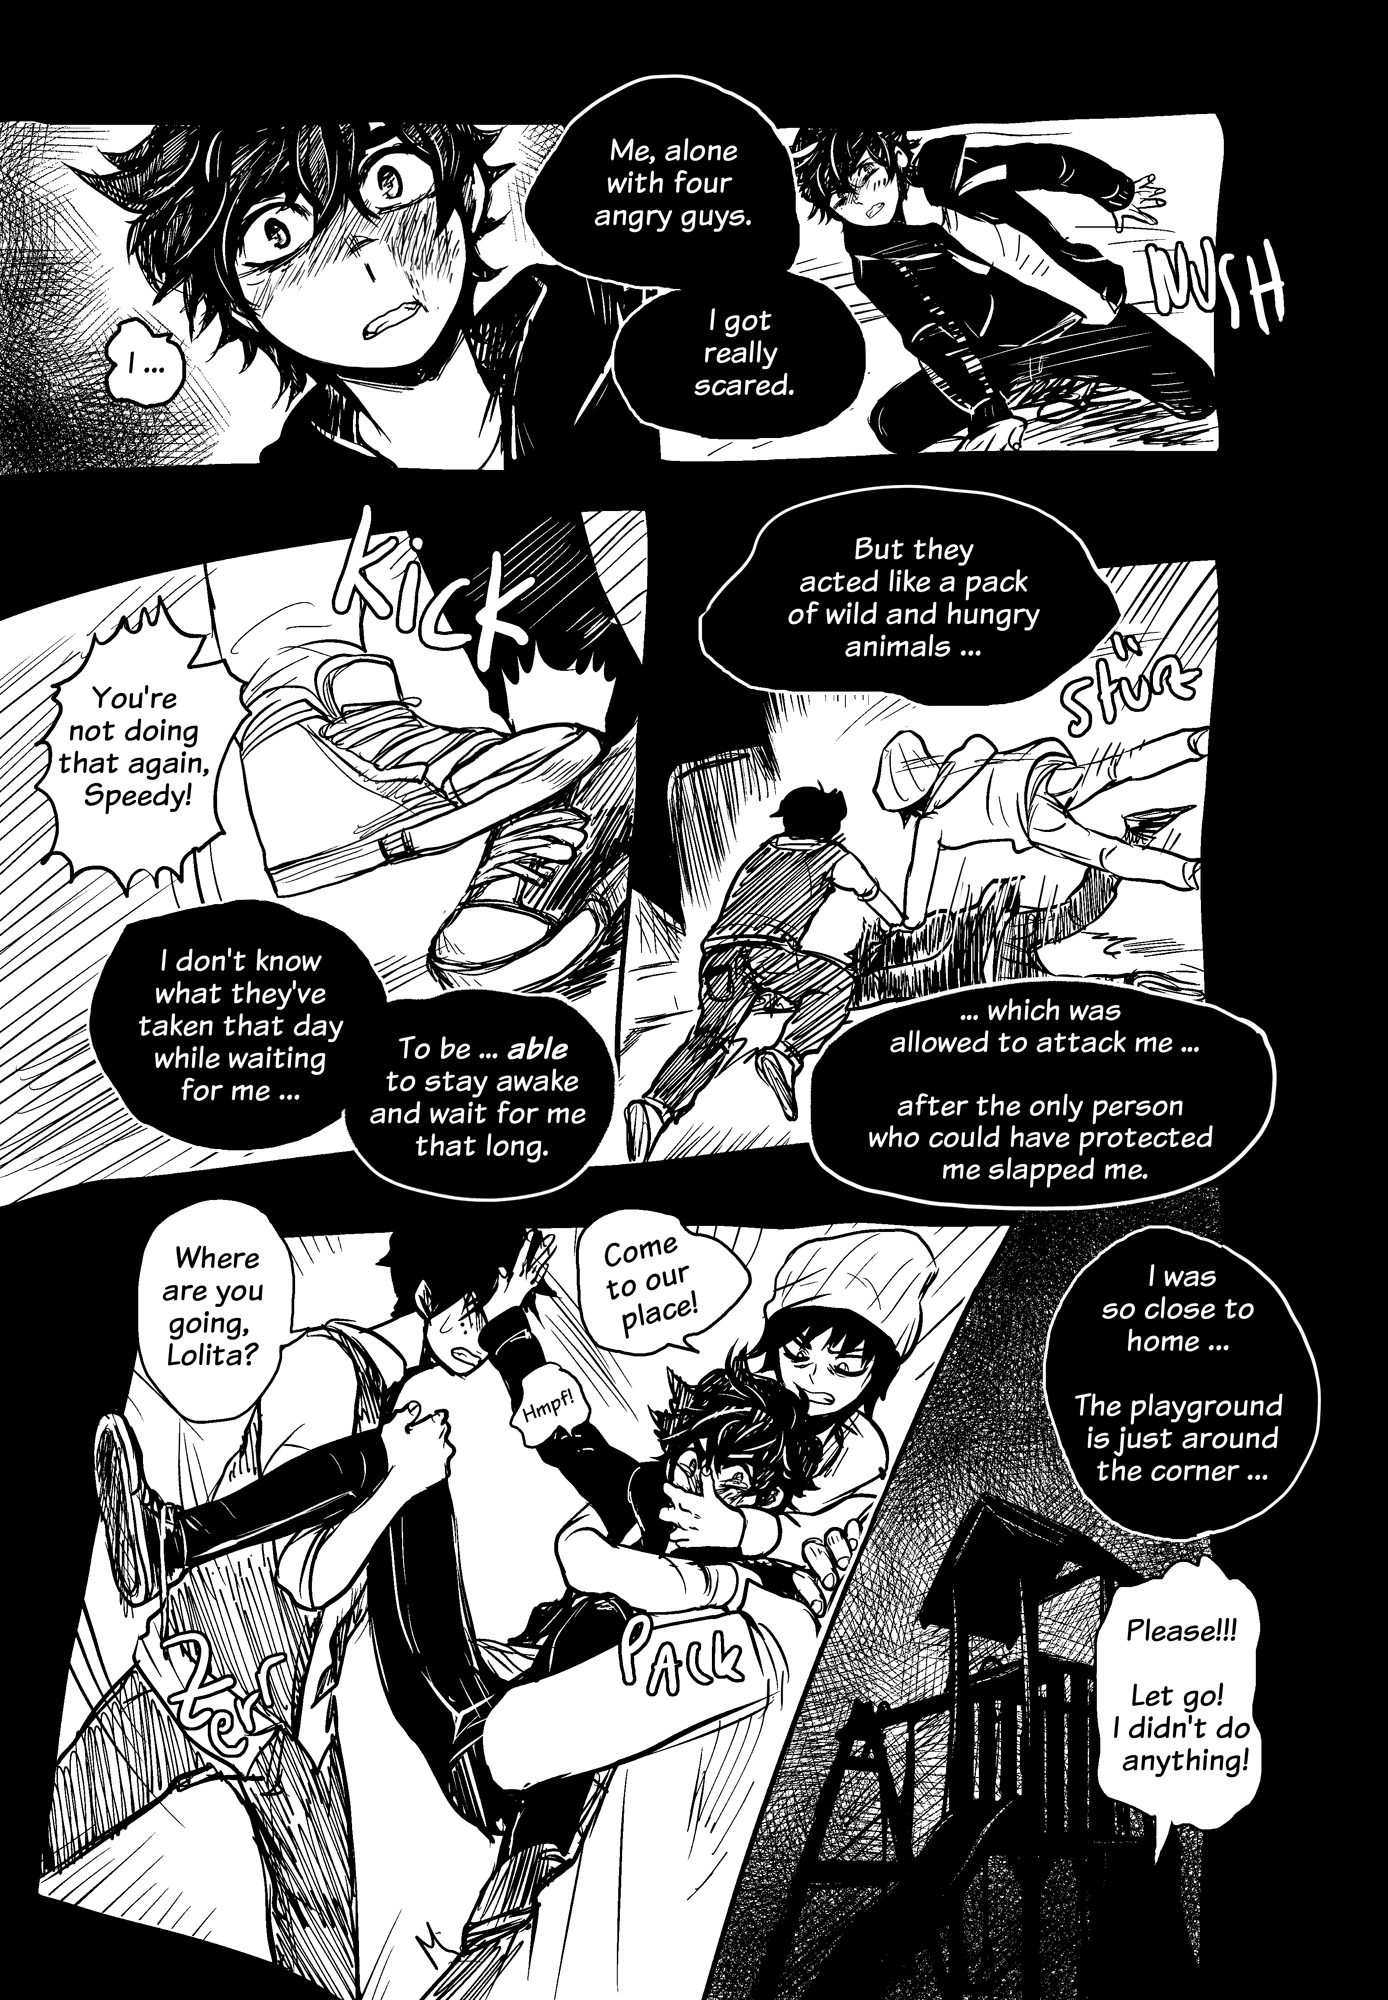 I ...
Me, alone
with four
angry guys.
I got
really
scared.
WUSH
Kick
You're
not doing
that again,
Speedy!
I don't know
what they've
taken that day
while waiting
for me ...
To be ... able
to stay awake
and wait for me
that long.
But they
acted like a pack
of wild and hungry
animals ...
stürz
... which was
allowed to attack me ...
after the only person
who could have protected
me slapped me.
Where
are you
going,
Lolita?
Come
to our
place!
Hmpf!
Zerr
PACK
I was
so close to
home ...
The playground
is just around
the corner ...
Please!!!
Let go!
I didn't do
anything!